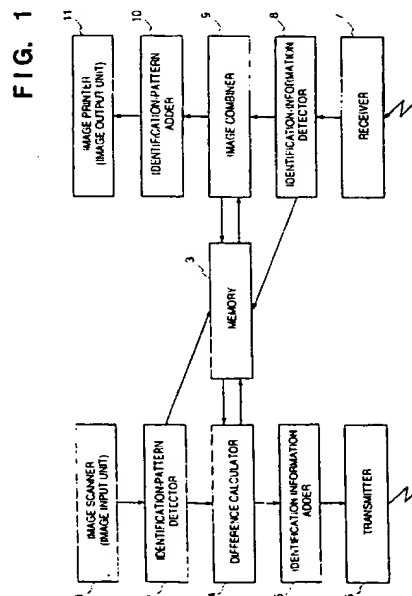 FIG. 1
IMAGE SCANNER
(IMAGE INPUT UNIT)
IDENTIFICATION-PATTERN
DETECTOR
DIFFERENCE CALCULATOR
IDENTIFICATION INFORMATION
ADDER
TRANSMITTER
3
MEMORY
11
IMAGE PRINTER
(IMAGE OUTPUT UNIT)
10
IDENTIFICATION-PATTERN
ADDER
9
IMAGE COMBINER
8
IDENTIFICATION-INFORMATION
DETECTOR
RECEIVER